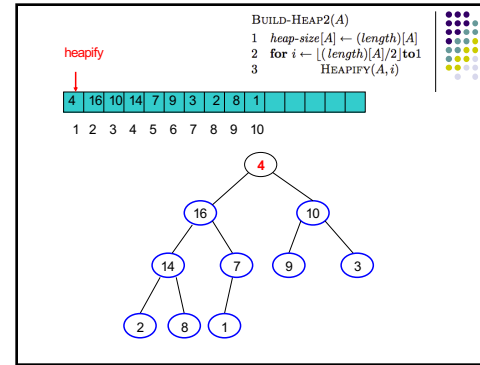 BUILD-HEAP2(A)
1 heap-size[A] ← (length)[A]
2 for i ← ⌊(length)[A]/2⌋to1
3 HEAPIFY(A, i)
heapify
4 16 10 14 7 9 3 2 8 1
1 2 3 4 5 6 7 8 9 10
4
16 10
14 7 9 3
2 8 1